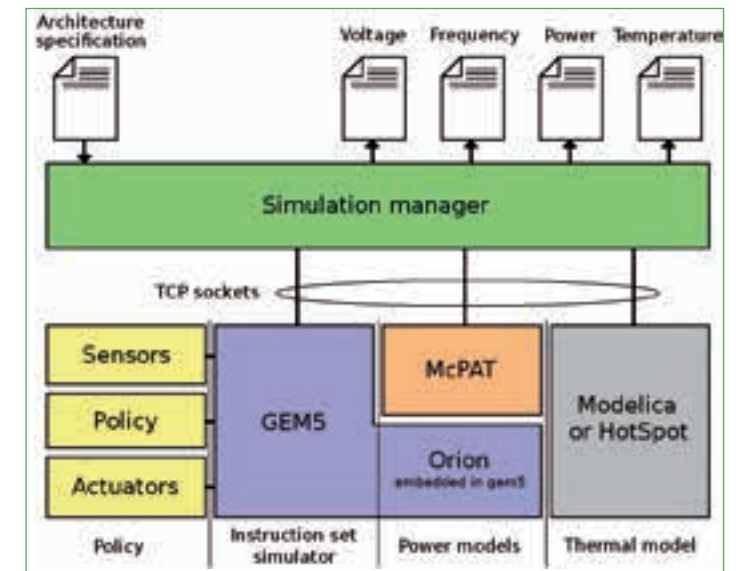 Architecture
specification
Voltage Frequency Power Temperature
Simulation manager
TCP sockets
Sensors
Policy
Actuators
GEM5
McPAT
Orion
embedded in gem5
Modelica
or HotSpot
Policy
Instruction set
simulator
Power models
Thermal model